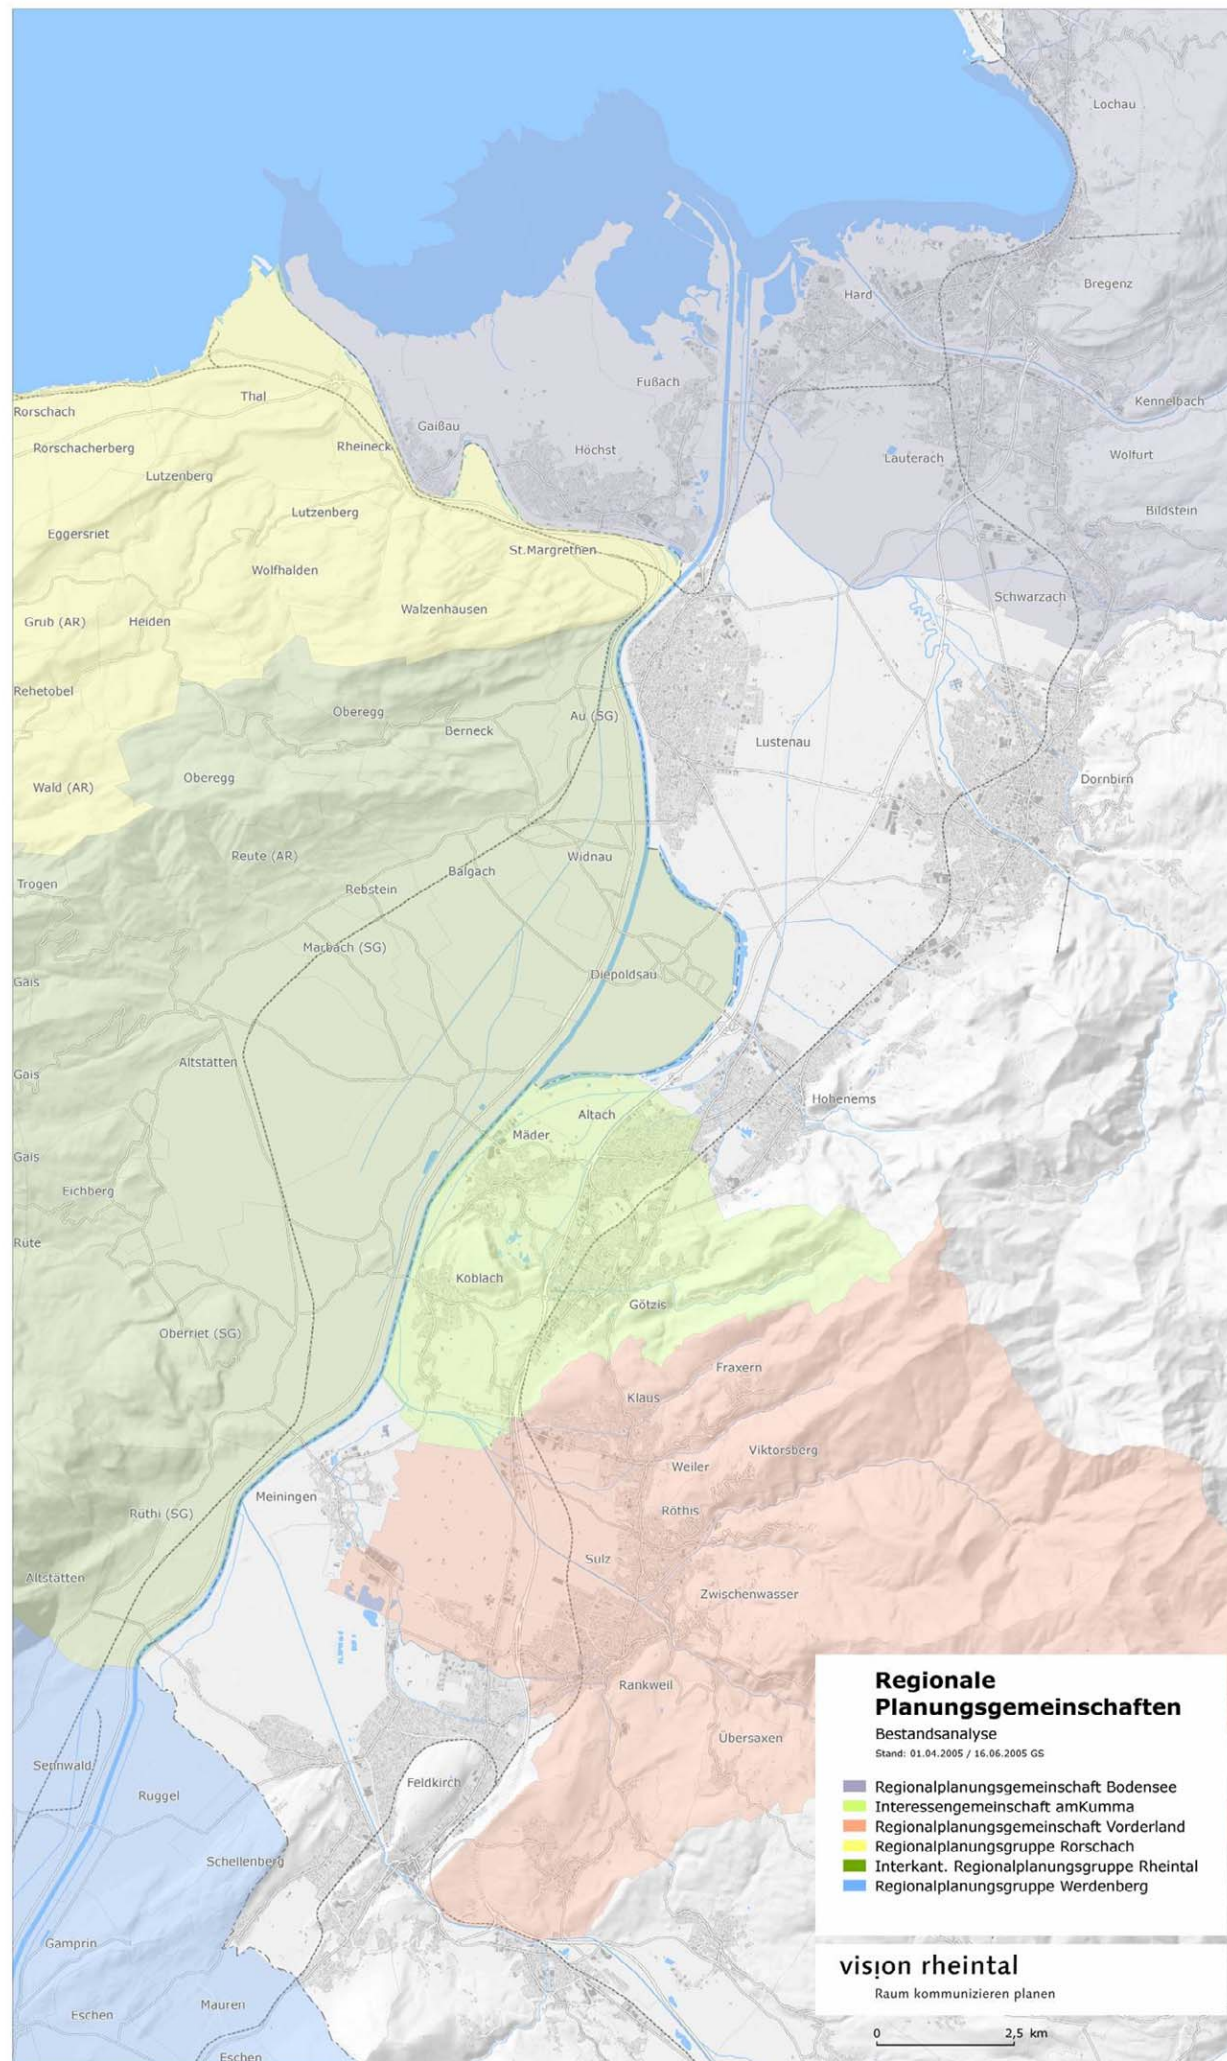 Lochau
Bregenz
Hard
Kennelbach
Fußach
Rorschach
Thal
Gaißau
Höchst
Rheineck
Rorschacherberg
Lauterach
Wolfurt
Lutzenberg
Lutzenberg
Bildstein
Eggersriet
St.Margrethen
Wolfhalden
Schwarzach
Walzenhausen
Grub (AR)
Heiden
Rehetobel
Oberegg
Au (SG)
Berneck
Lustenau
Oberegg
Dornbirn
Wald (AR)
Reute (AR)
Widnau
Balgach
Trogen
Rebstein
Marbach (SG)
Diepoldsau
Gais
Altstätten
Gais
Hohenems
Altach
Mäder
Gais
Eichberg
Rüte
Koblach
Götzis
Oberriet (SG)
Fraxern
Klaus
Viktorsberg
Weiler
Meiningen
Röthis
Rüthi (SG)
Sulz
Altstätten
Zwischenwasser
Rankweil
Übersaxen
Sennwald
Feldkirch
Ruggel
Schellenberg
Gamprin
Mauren
Eschen
Eschen
Regionale
Planungsgemeinschaften
Bestandsanalyse
Stand: 01.04.2005 / 16.06.2005 GS
Regionalplanungsgemeinschaft Bodensee
Interessengemeinschaft amKumma
Regionalplanungsgemeinschaft Vorderland
Regionalplanungsgruppe Rorschach
Interkant. Regionalplanungsgruppe Rheintal
Regionalplanungsgruppe Werdenberg
vision rheintal
Raum kommunizieren planen
0 2,5 km